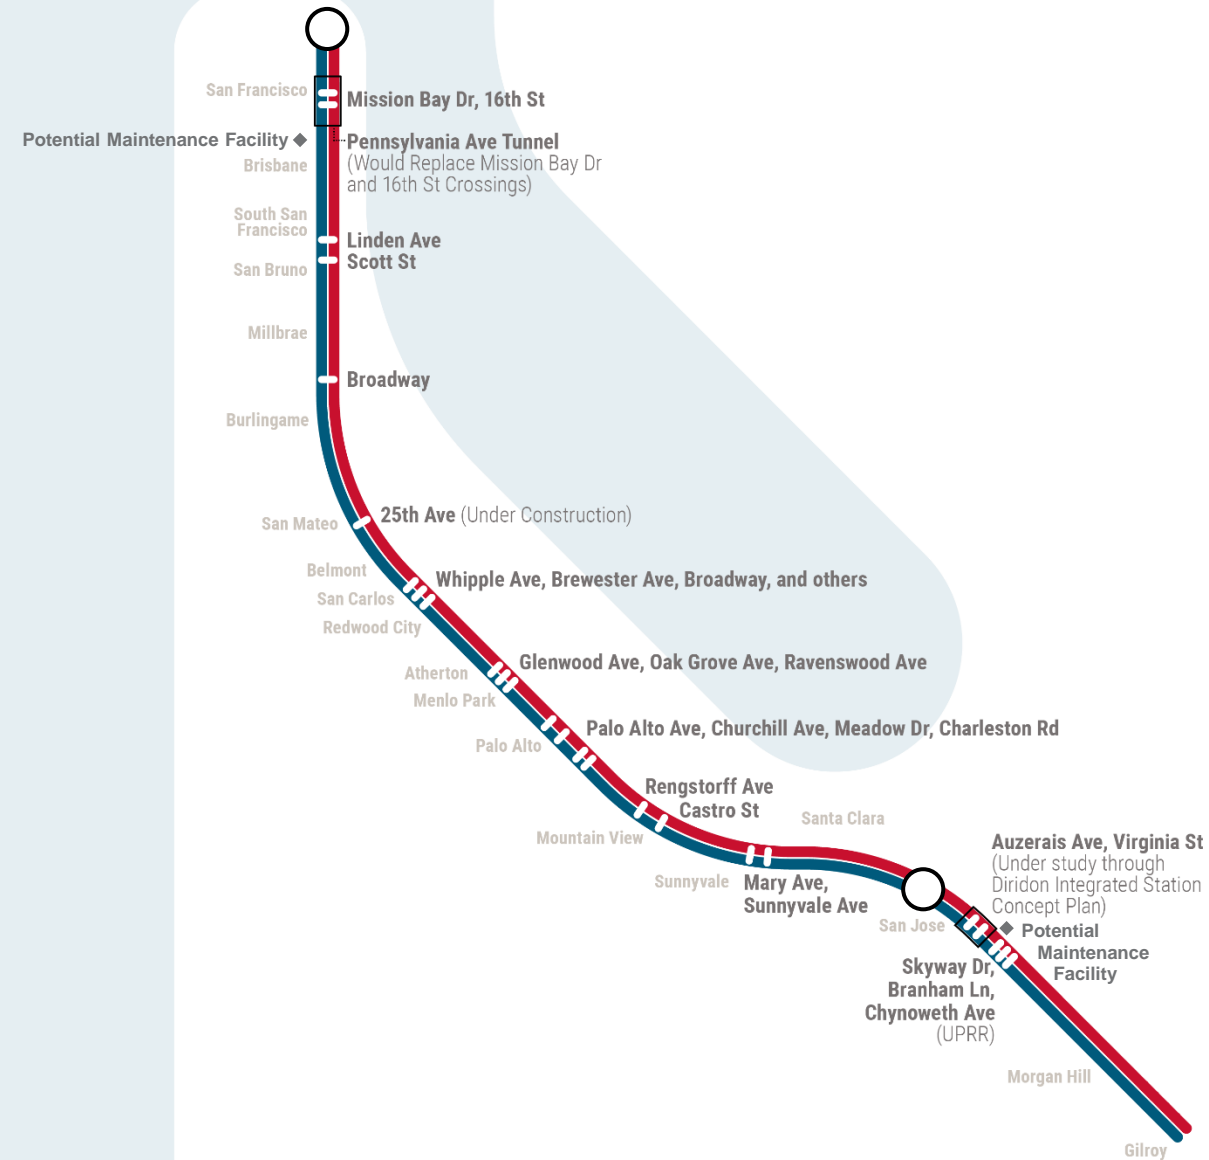 San Francisco
Mission Bay Dr, 16th St
Potential Maintenance Facility
Pennsylvania Ave Tunnel
(Would Replace Mission Bay Dr
and 16th St Crossings)
Brisbane
South San
Francisco
Linden Ave
Scott St
San Bruno
Millbrae
Broadway
Burlingame
25th Ave (Under Construction)
San Mateo
Belmont
Whipple Ave, Brewester Ave, Broadway, and others
San Carlos
Redwood City
Glenwood Ave, Oak Grove Ave, Ravenswood Ave
Atherton
Menlo Park
Palo Alto Ave, Churchill Ave, Meadow Dr, Charleston Rd
Palo Alto
Rengstorff Ave
Castro St
Mountain View
Santa Clara
Sunnyvale
Mary Ave,
Sunnyvale Ave
Auzerais Ave, Virginia St
(Under study through
Diridon Integrated Station
Concept Plan)
San Jose
Potential
Maintenance
Facility
Skyway Dr,
Branham Ln,
Chynoweth Ave
(UPRR)
Morgan Hill
Gilroy